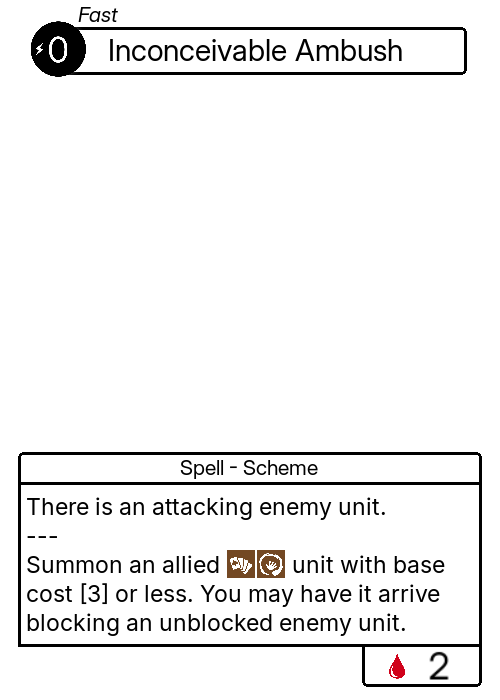 Fast
0 Inconceivable Ambush
Spell - Scheme
There is an attacking enemy unit.
---
Summon an allied unit with base
cost [3] or less. You may have it arrive
blocking an unblocked enemy unit.
2